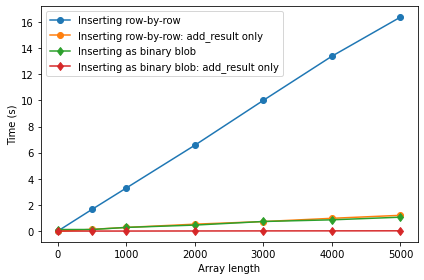 Inserting row-by-row
Inserting row-by-row: add_result only
Inserting as binary blob
Inserting as binary blob: add_result only
16
14
12
10
8
6
4
2
0
Time (s)
0 1000 2000 3000 4000 5000
Array length